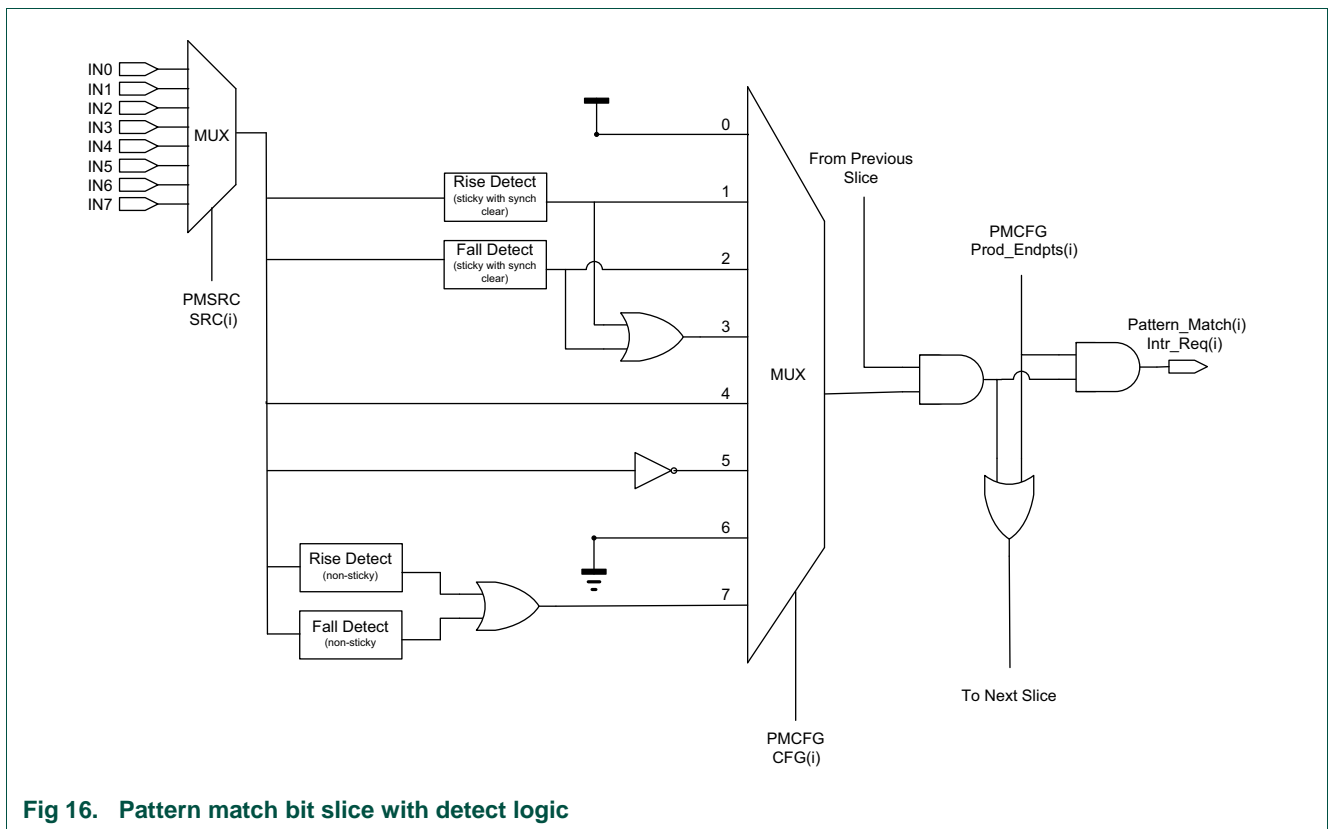 IN0
IN1
IN2
IN3
IN4
IN5
IN6
IN7
MUX
PMSRC
SRC(i)
Rise Detect
(sticky with synch
clear)
Fall Detect
(sticky with synch
clear)
Rise Detect
(non-sticky)
Fall Detect
(non-sticky
0
1
2
3
4
5
6
7
MUX
PMCFG
CFG(i)
From Previous
Slice
PMCFG
Prod_Endpts(i)
Pattern_Match(i)
Intr_Req(i)
To Next Slice
Fig 16. Pattern match bit slice with detect logic